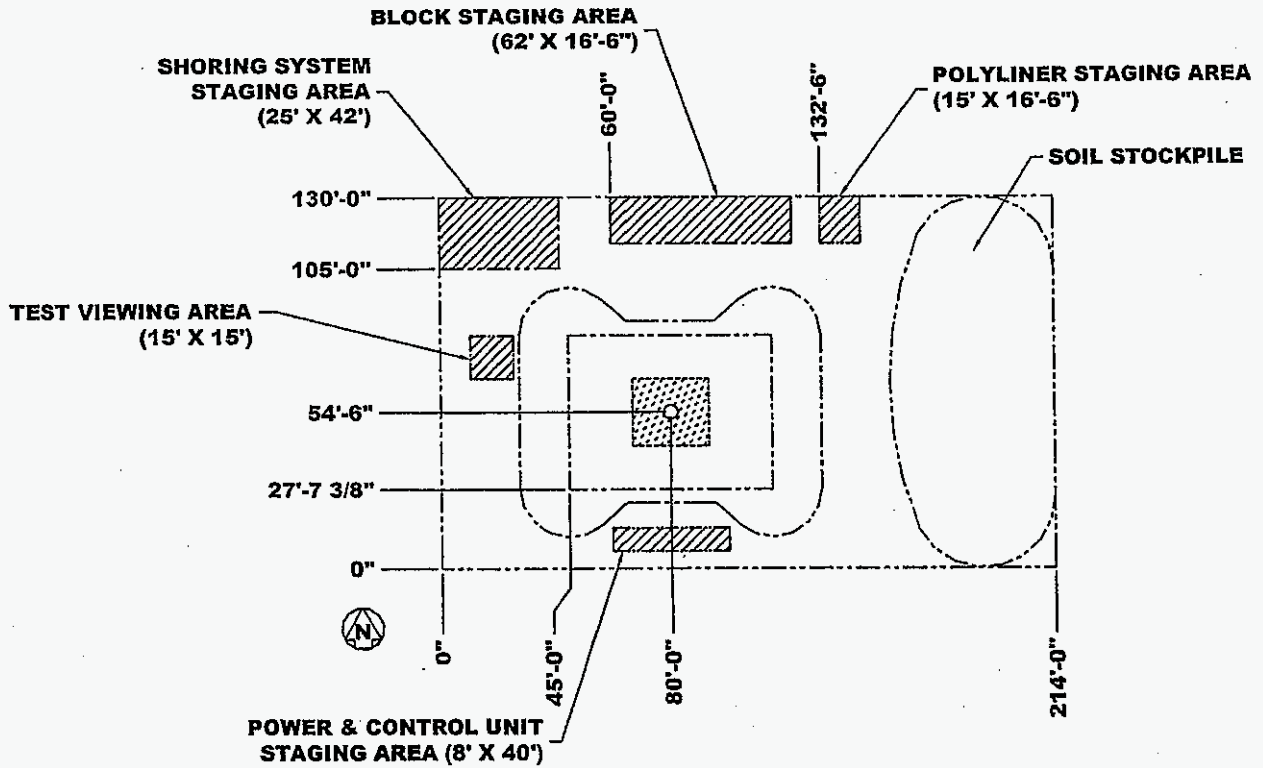 BLOCK STAGING AREA
(62' X 16'-6")
SHORING SYSTEM
STAGING AREA
(25' X 42')
POLYLINER STAGING AREA
(15' X 16'-6")
60'-0"
132'-6"
SOIL STOCKPILE
130'-0"
105'-0"
TEST VIEWING AREA
(15' X 15')
54'-6"
27'-7 3/8"
0"
N
0"
45'-0"
80'-0"
214'-0"
POWER & CONTROL UNIT
STAGING AREA (8' X 40')